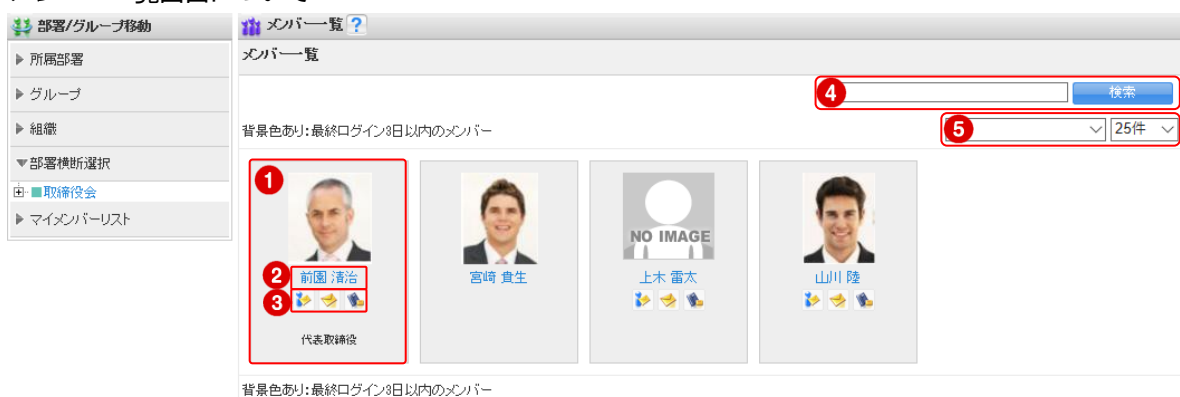 部署/グループ移動
メンバー一覧 ?
所属部署
メンバー一覧
グループ
4
検索
組織
背景色あり:最終ログイン3日以内のメンバー
5
25件
部署横断選択
取締役会
マイメンバーリスト
1
NO IMAGE
2
前園 清治
宮崎 貴生
上木 雷太
山川 陸
3
代表取締役
背景色あり:最終ログイン3日以内のメンバー